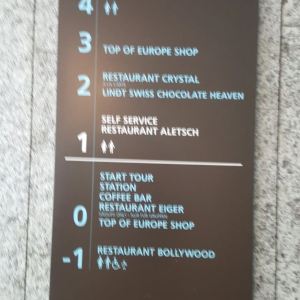 4
3 TOP OF EUROPE SHOP
2 RESTAURANT CRYSTAL
LINDT SWISS CHOCOLATE HEAVEN
SELF SERVICE
1 RESTAURANT ALETSCH
START TOUR
STATION
COFFEE BAR
0 RESTAURANT EIGER
TOP OF EUROPE SHOP
-1 RESTAURANT BOLLYWOOD